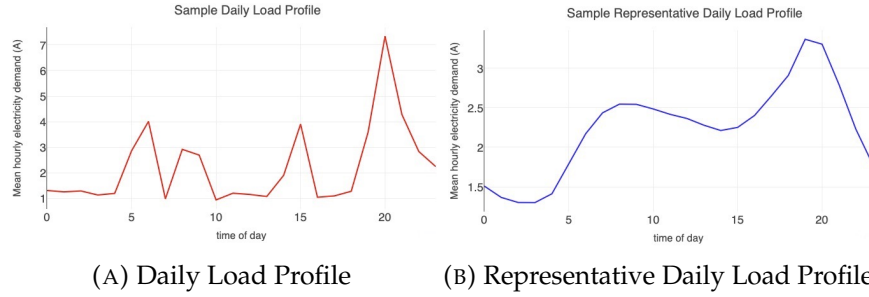 Sample Daily Load Profile
Mean hourly electricity demand (A)
7
6
5
4
3
2
1
0
5
10
15
20
time of day
(A) Daily Load Profile
Sample Representative Daily Load Profile
Mean hourly electricity demand (A)
3
2.5
2
1.5
0
5
10
15
20
time of day
(B) Representative Daily Load Profile